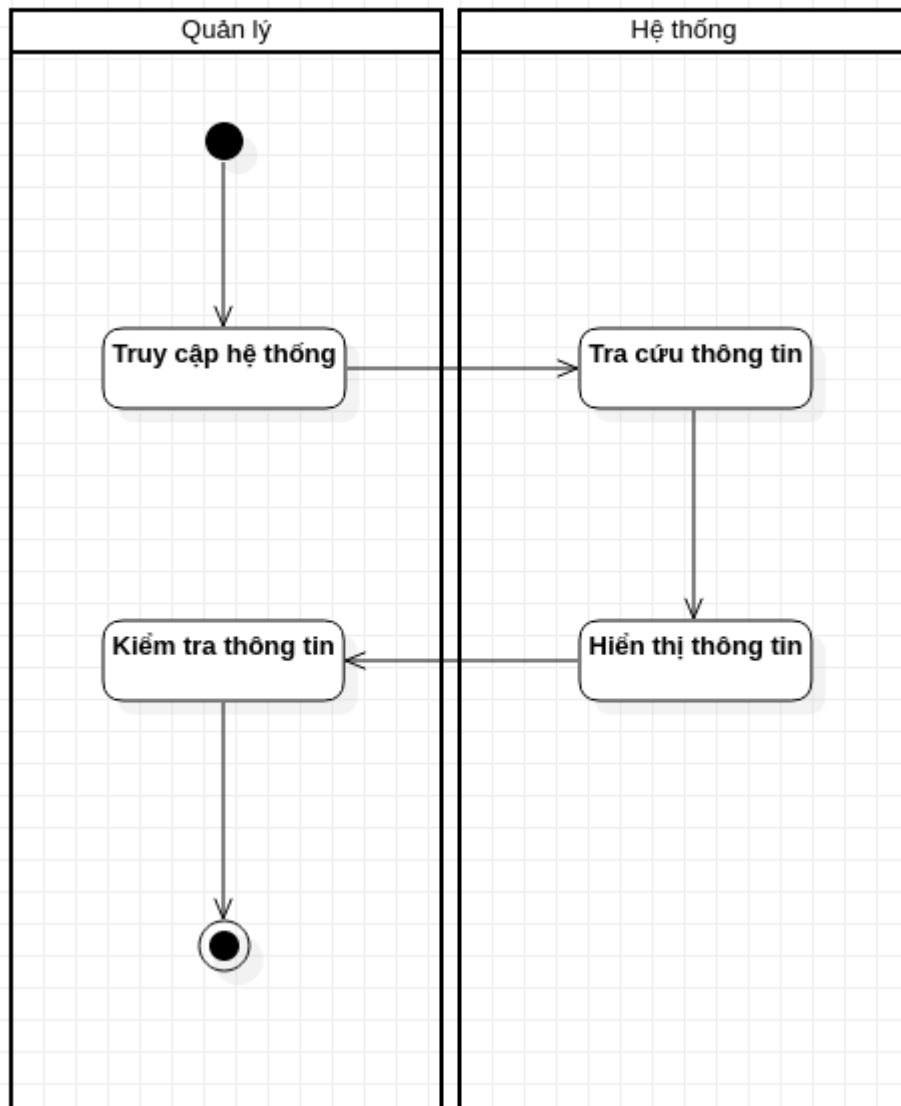 Quản lý
Hệ thống
Truy cập hệ thống
Tra cứu thông tin
Kiểm tra thông tin
Hiển thị thông tin